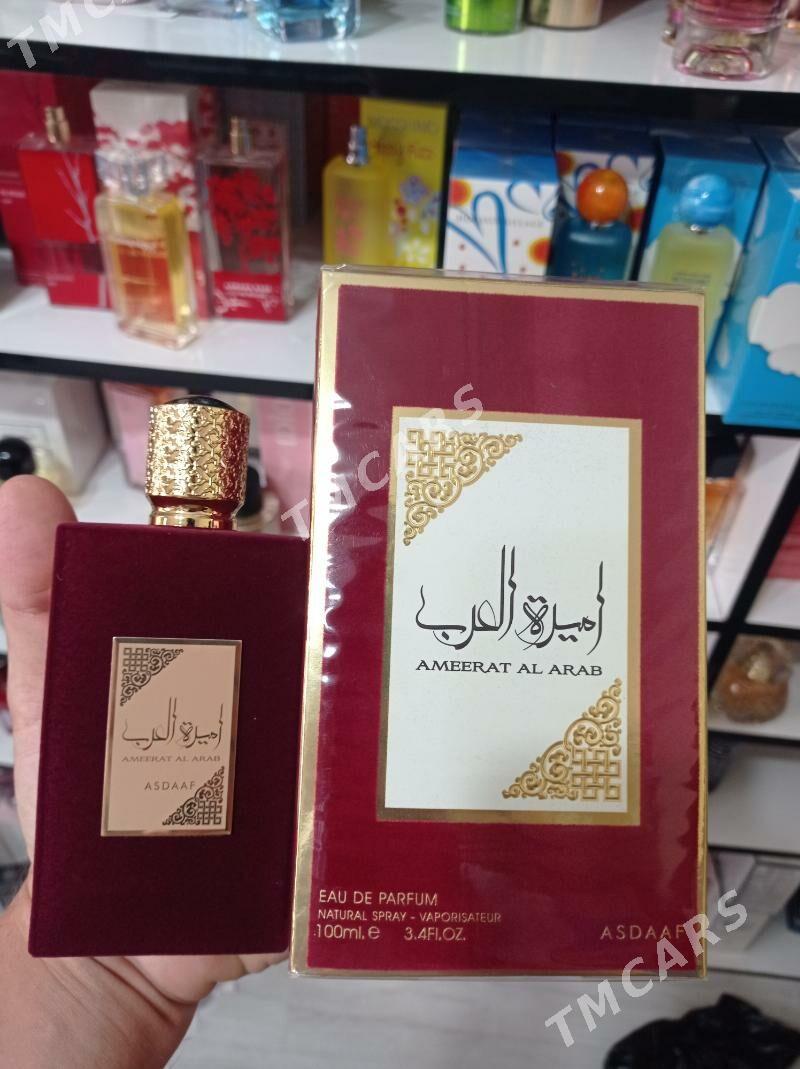 TMCARS
اميرة العرب
AMEERAT AL ARAB
EAU DE PARFUM
NATURAL SPRAY - VAPORISATEUR
100ml. e 3.4FL.OZ.
ASDAAF
اميرة العرب
AMEERAT AL ARAB
ASDAAF
TMCARS
TMCARS